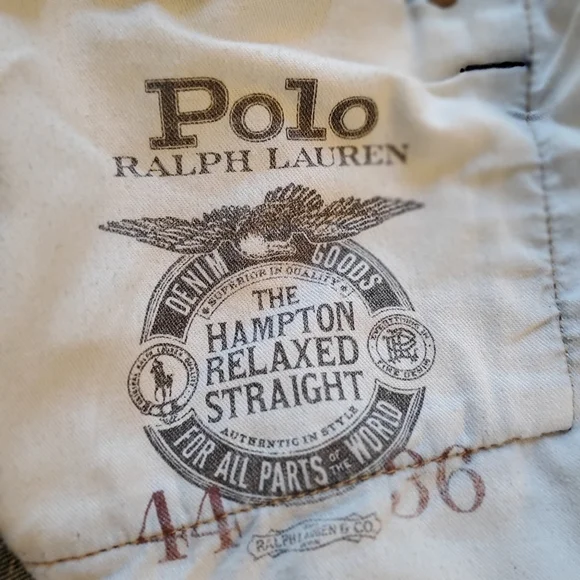 Polo
RALPH LAUREN
DENIM GOODS
SUPERIOR IN QUALITY
THE
HAMPTON
RELAXED
STRAIGHT
AUTHENTIC IN STYLE
FOR ALL PARTS OF THE WORLD
44 36
RALPH LAUREN & CO.